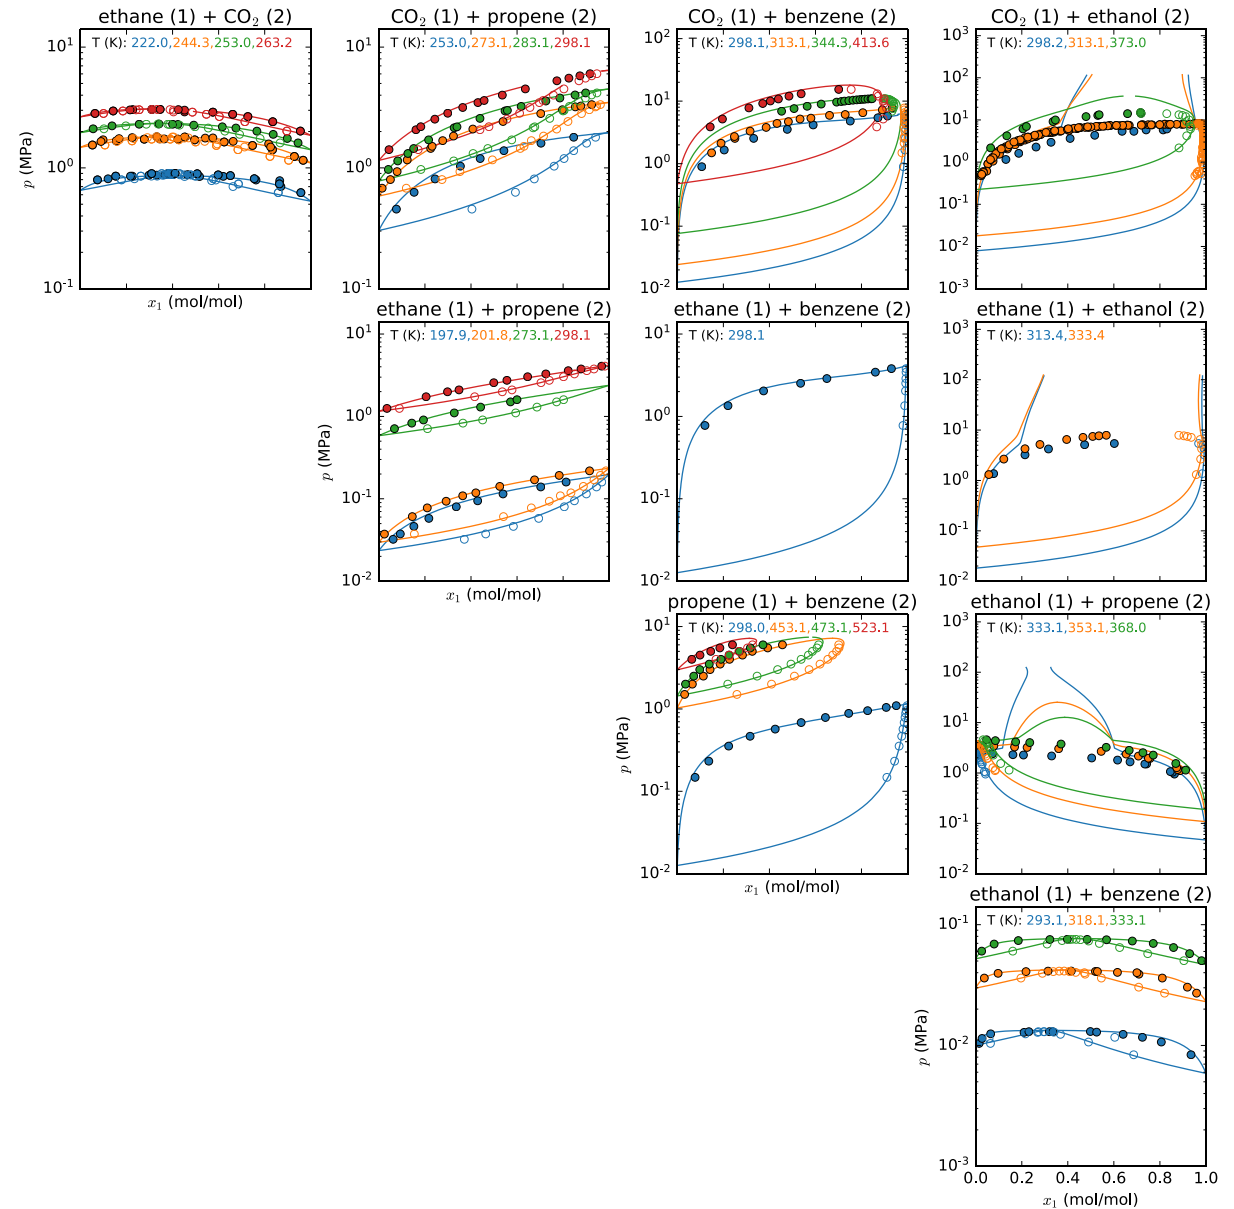 ethane (1) + CO₂ (2)
CO₂ (1) + propene (2)
CO₂ (1) + benzene (2)
CO₂ (1) + ethanol (2)
T (K): 222.0,244.3,253.0,263.2
T (K): 253.0,273.1,283.1,298.1
T (K): 298.1,313.1,344.3,413.6
T (K): 298.2,313.1,373.0
p (MPa)
10¹
10⁰
10⁻¹
x₁ (mol/mol)
10¹
10⁰
10⁻¹
10²
10¹
10⁰
10⁻¹
10⁻²
10³
10²
10¹
10⁰
10⁻¹
10⁻²
10⁻³
ethane (1) + propene (2)
ethane (1) + benzene (2)
ethane (1) + ethanol (2)
T (K): 197.9,201.8,273.1,298.1
T (K): 298.1
T (K): 313.4,333.4
p (MPa)
10¹
10⁰
10⁻¹
10⁻²
x₁ (mol/mol)
10¹
10⁰
10⁻¹
10⁻²
10³
10²
10¹
10⁰
10⁻¹
10⁻²
propene (1) + benzene (2)
ethanol (1) + propene (2)
T (K): 298.0,453.1,473.1,523.1
T (K): 333.1,353.1,368.0
p (MPa)
10¹
10⁰
10⁻¹
10⁻²
x₁ (mol/mol)
10³
10²
10¹
10⁰
10⁻¹
10⁻²
ethanol (1) + benzene (2)
T (K): 293.1,318.1,333.1
p (MPa)
10⁻¹
10⁻²
10⁻³
0.0 0.2 0.4 0.6 0.8 1.0
x₁ (mol/mol)